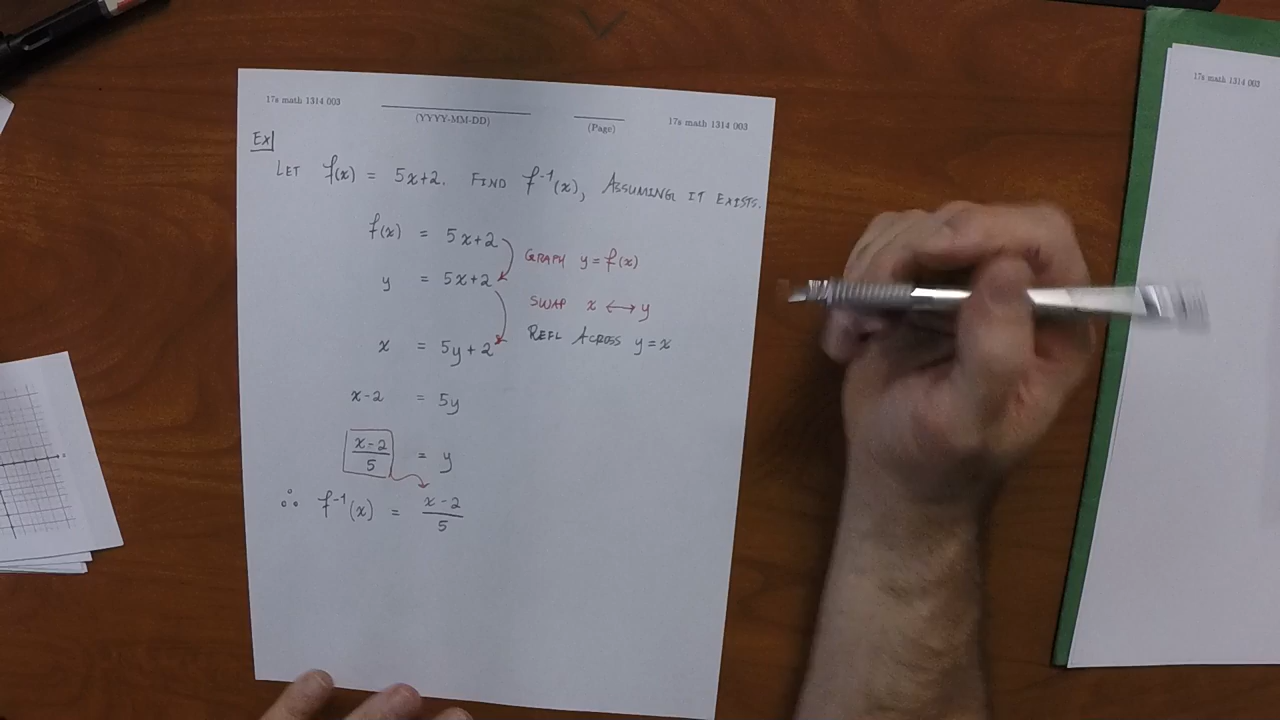 17s math 1314 003 (YYYY-MM-DD) (Page) 17s math 1314 003
Ex
LET f(x) = 5x+2. FIND f⁻¹(x), ASSUMING IT EXISTS.
f(x) = 5x+2
GRAPH y=f(x)
y = 5x+2
SWAP x ⟷ y
REFL ACROSS y=x
x = 5y+2
x-2 = 5y
(x-2)/5 = y
∴ f⁻¹(x) = (x-2)/5
17s math 1314 003